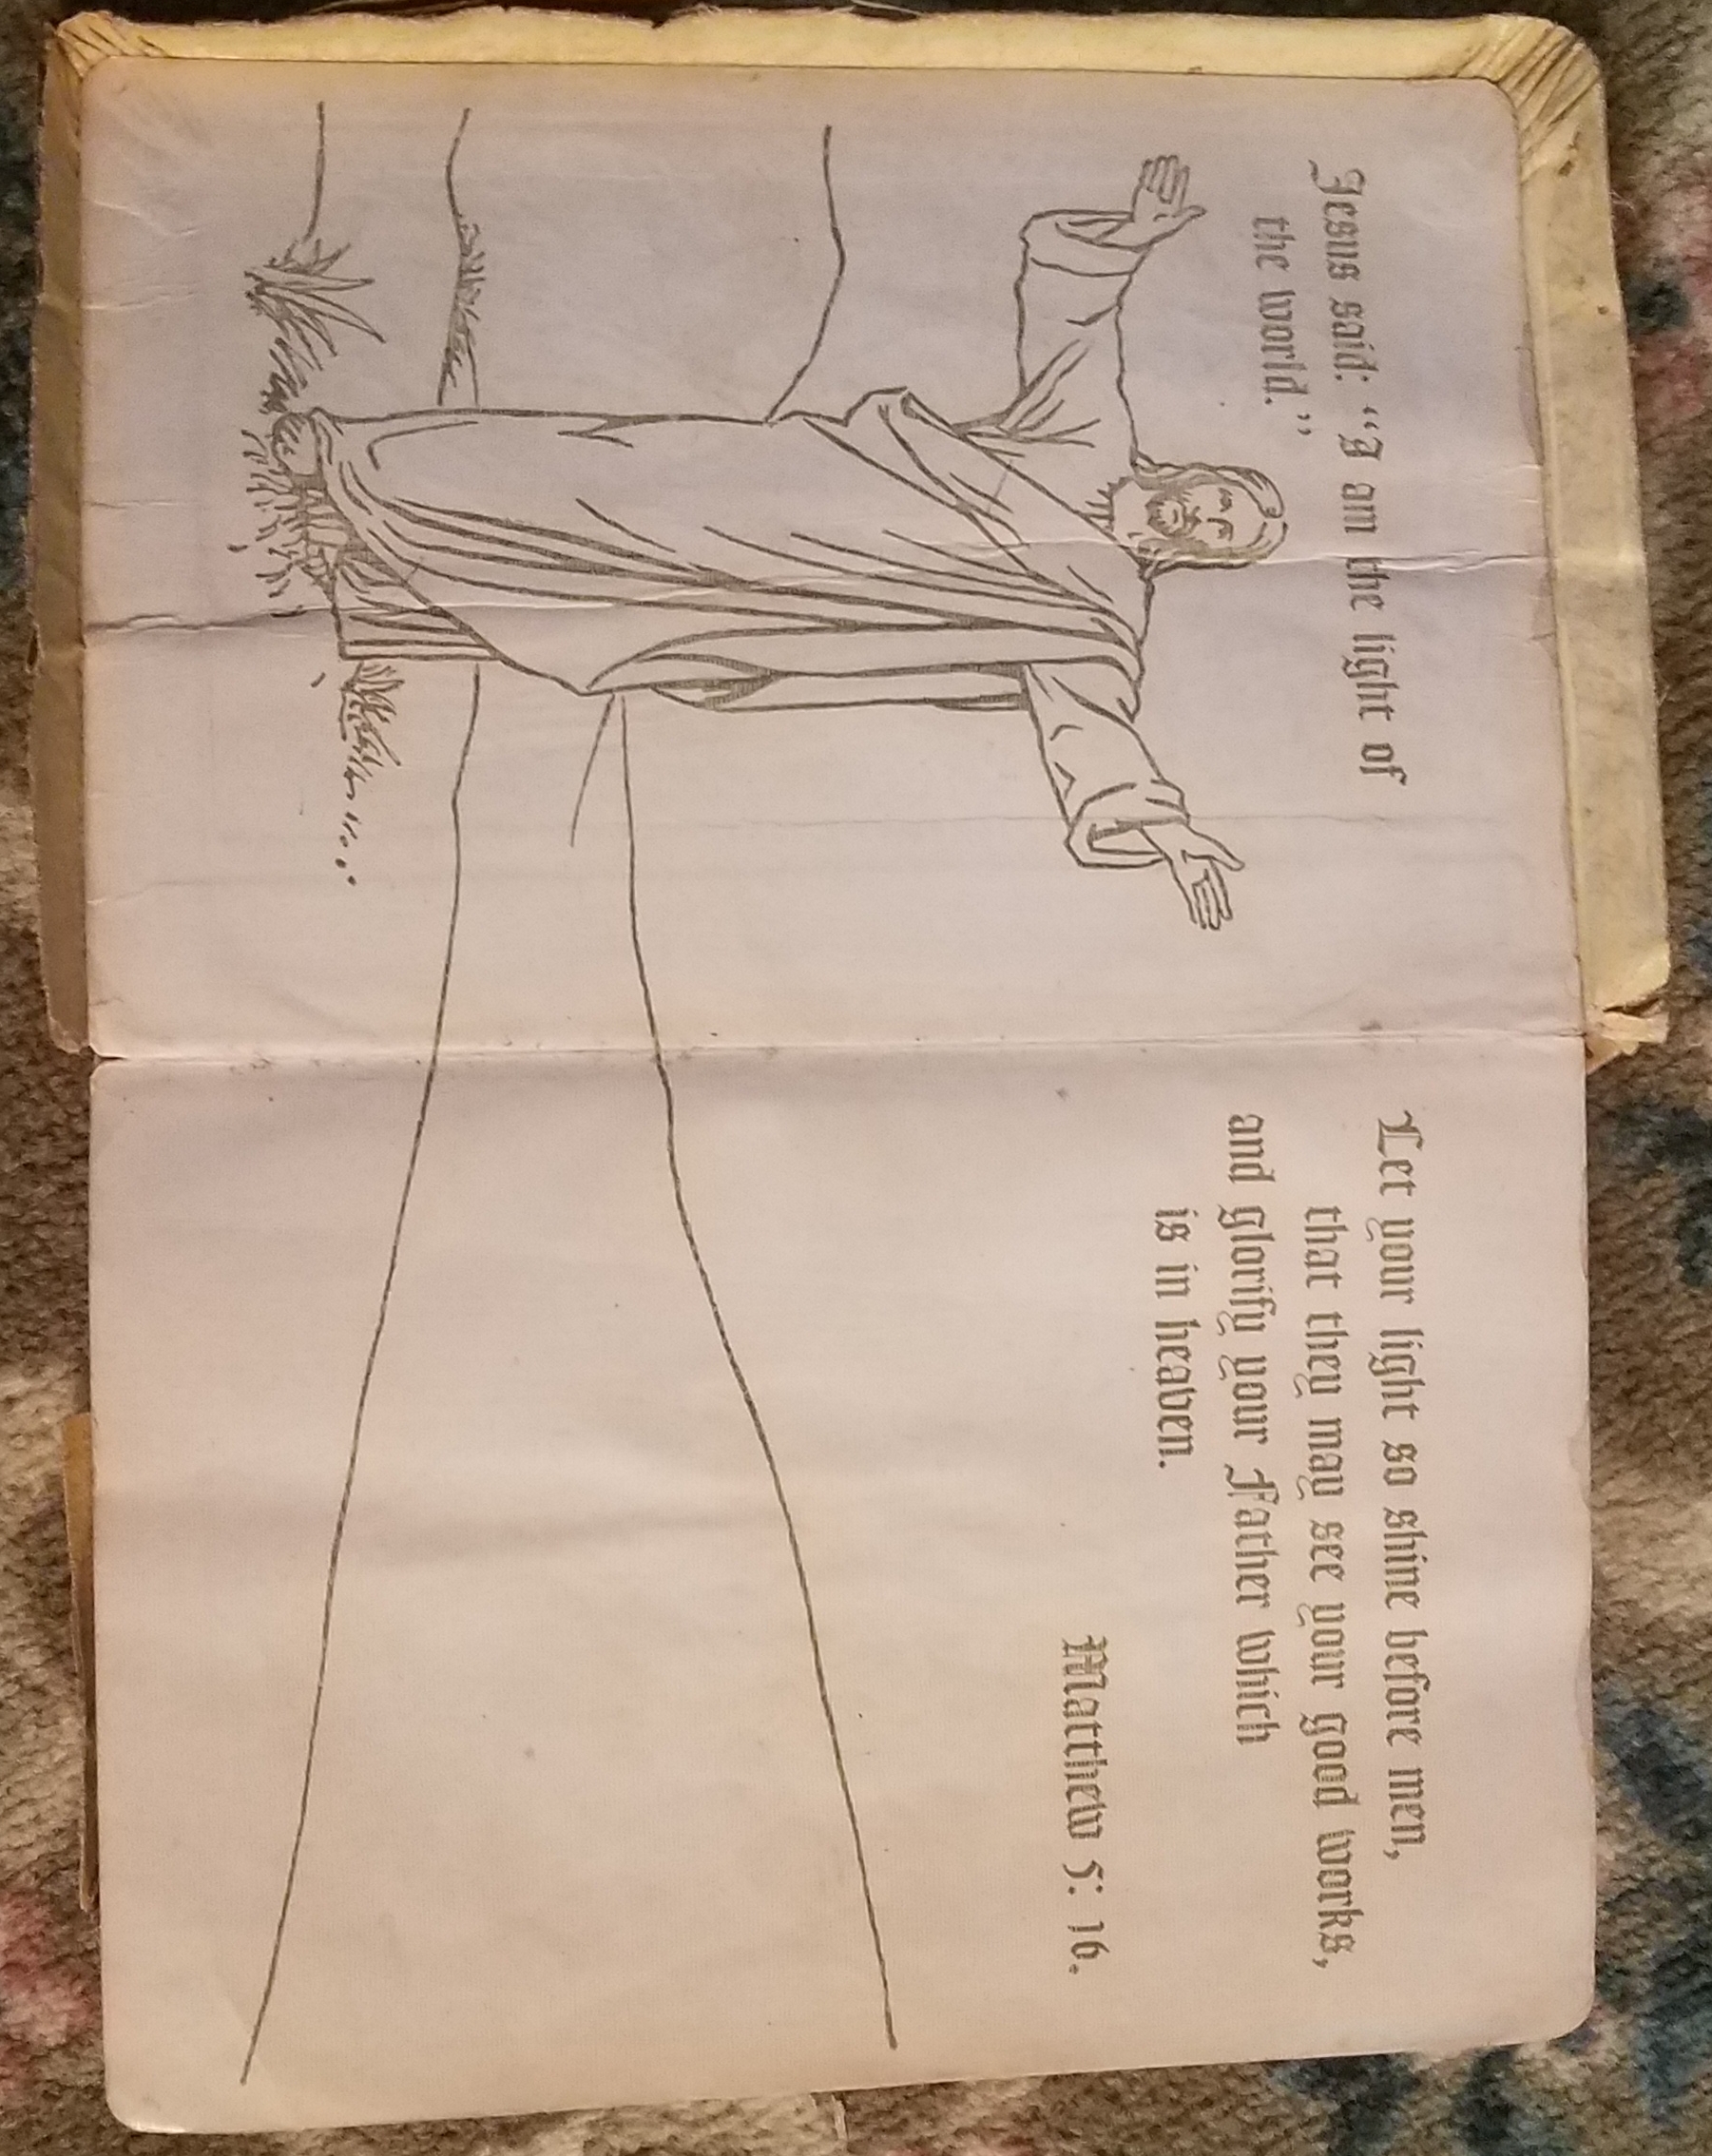 Jesus said: "I am the light of
the world."
Let your light so shine before men,
that they may see your good works,
and glorify your Father which
is in heaven.
Matthew 5: 16.